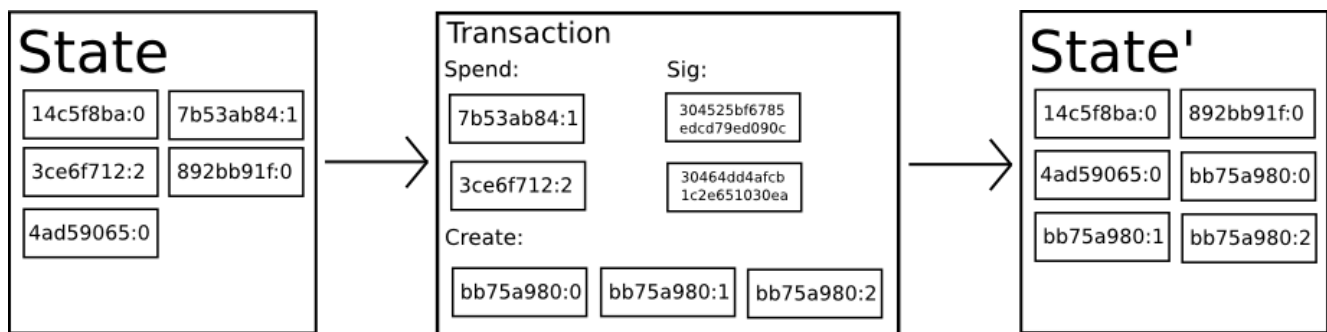 State
14c5f8ba:0 7b53ab84:1
3ce6f712:2 892bb91f:0
4ad59065:0
Transaction
Spend: Sig:
7b53ab84:1
304525bf6785
edcd79ed090c
3ce6f712:2
30464dd4afcb
1c2e651030ea
Create:
bb75a980:0 bb75a980:1 bb75a980:2
State'
14c5f8ba:0 892bb91f:0
4ad59065:0 bb75a980:0
bb75a980:1 bb75a980:2